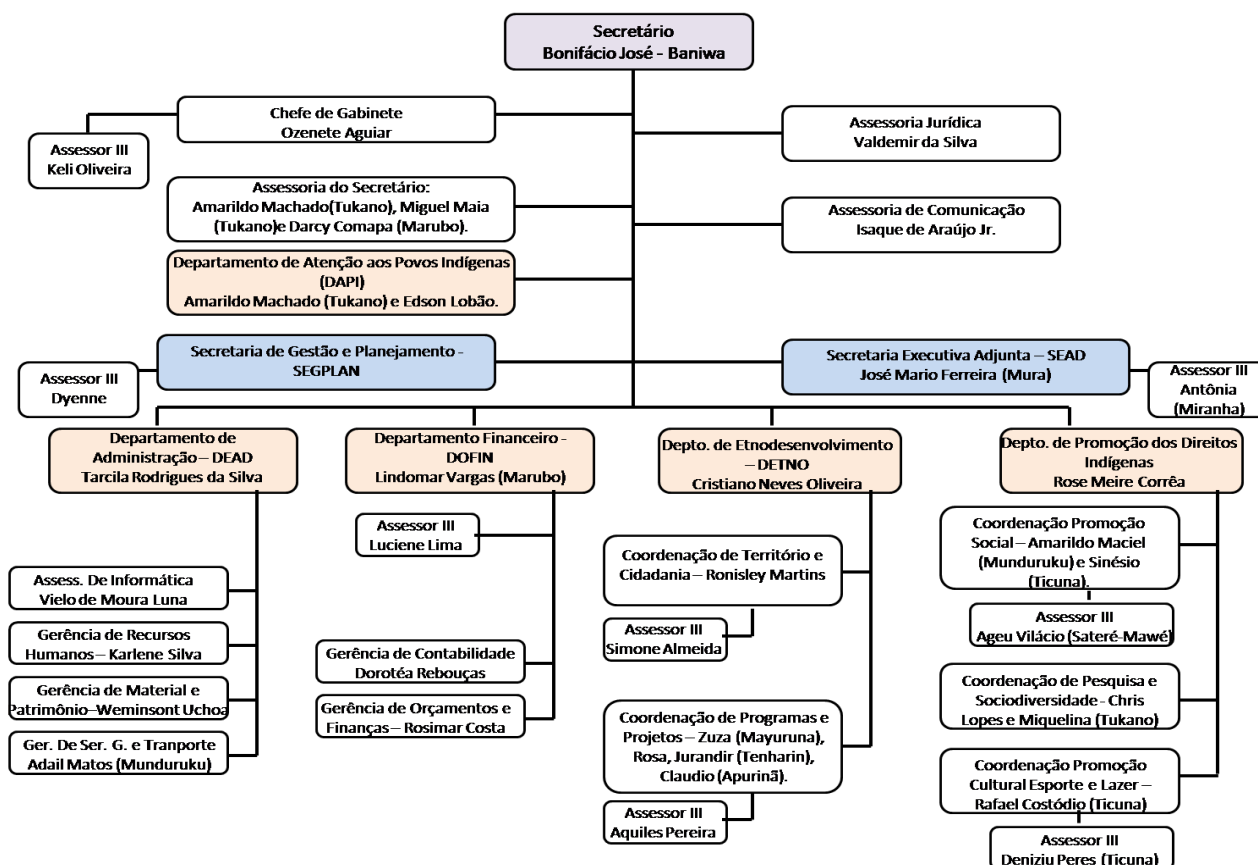 Secretário
Bonifácio José - Baniwa
Chefe de Gabinete
Ozenete Aguiar
Assessoria Jurídica
Valdemir da Silva
Assessor III
Keli Oliveira
Assessoria do Secretário:
Amarildo Machado(Tukano), Miguel Maia
(Tukano)e Darcy Comapa (Marubo).
Assessoria de Comunicação
Isaque de Araújo Jr.
Departamento de Atenção aos Povos Indígenas
(DAPI)
Amarildo Machado (Tukano) e Edson Lobão.
Secretaria de Gestão e Planejamento -
SEGPLAN
Secretaria Executiva Adjunta – SEAD
José Mario Ferreira (Mura)
Assessor III
Dyenne
Assessor III
Antônia
(Miranha)
Departamento de
Administração – DEAD
Tarcila Rodrigues da Silva
Departamento Financeiro -
DOFIN
Lindomar Vargas (Marubo)
Depto. de Etnodesenvolvimento
– DETNO
Cristiano Neves Oliveira
Depto. de Promoção dos Direitos
Indígenas
Rose Meire Corrêa
Assess. De Informática
Vielo de Moura Luna
Gerência de Recursos
Humanos – Karlene Silva
Gerência de Material e
Patrimônio–Weminsont Uchoa
Ger. De Ser. G. e Tranporte
Adail Matos (Munduruku)
Assessor III
Luciene Lima
Gerência de Contabilidade
Dorotéa Rebouças
Gerência de Orçamentos e
Finanças – Rosimar Costa
Coordenação de Território e
Cidadania – Ronisley Martins
Assessor III
Simone Almeida
Coordenação de Programas e
Projetos – Zuza (Mayuruna),
Rosa, Jurandir (Tenharin),
Claudio (Apurinã).
Assessor III
Aquiles Pereira
Coordenação Promoção
Social – Amarildo Maciel
(Munduruku) e Sinésio
(Ticuna).
Assessor III
Ageu Vilácio (Sateré-Mawé)
Coordenação de Pesquisa e
Sociodiversidade - Chris
Lopes e Miquelina (Tukano)
Coordenação Promoção
Cultural Esporte e Lazer –
Rafael Costódio (Ticuna)
Assessor III
Deniziu Peres (Ticuna)